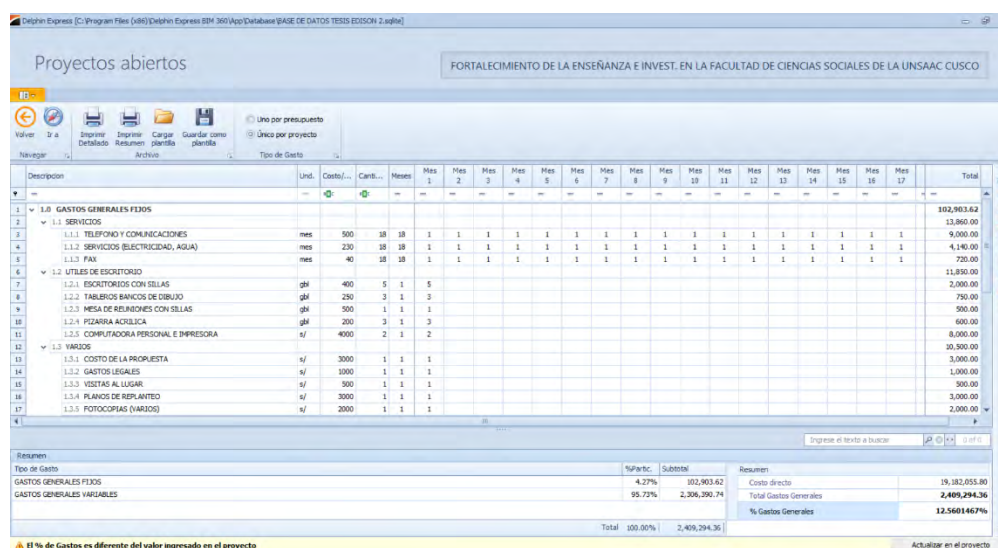 Delphin Express [C:\Program Files (x86)\Delphin Express BIM 360\App\Database\BASE DE DATOS TESIS EDISON 2.sqlite]
Proyectos abiertos
FORTALECIMIENTO DE LA ENSEÑANZA E INVEST. EN LA FACULTAD DE CIENCIAS SOCIALES DE LA UNSAAC CUSCO
Volver Ir a Imprimir Detallado Imprimir Resumen Cargar plantilla Guardar como plantilla
Uno por presupuesto
Único por proyecto
Navegar Archivo Tipo de Gasto
Descripcion Und. Costo/... Canti... Meses Mes 1 Mes 2 Mes 3 Mes 4 Mes 5 Mes 6 Mes 7 Mes 8 Mes 9 Mes 10 Mes 11 Mes 12 Mes 13 Mes 14 Mes 15 Mes 16 Mes 17 Total
1 1.0 GASTOS GENERALES FIJOS 102,903.62
2 1.1 SERVICIOS 13,860.00
3 1.1.1 TELEFONO Y COMUNICACIONES mes 500 18 18 1 1 1 1 1 1 1 1 1 1 1 1 1 1 1 1 1 9,000.00
4 1.1.2 SERVICIOS (ELECTRICIDAD, AGUA) mes 230 18 18 1 1 1 1 1 1 1 1 1 1 1 1 1 1 1 1 1 4,140.00
5 1.1.3 FAX mes 40 18 18 1 1 1 1 1 1 1 1 1 1 1 1 1 1 1 1 1 720.00
6 1.2 UTILES DE ESCRITORIO 11,850.00
7 1.2.1 ESCRITORIOS CON SILLAS gbl 400 5 1 5 2,000.00
8 1.2.2 TABLEROS BANCOS DE DIBUJO gbl 250 3 1 3 750.00
9 1.2.3 MESA DE REUNIONES CON SILLAS gbl 500 1 1 1 500.00
10 1.2.4 PIZARRA ACRILICA gbl 200 3 1 3 600.00
11 1.2.5 COMPUTADORA PERSONAL E IMPRESORA s/ 4000 2 1 2 8,000.00
12 1.3 VARIOS 10,500.00
13 1.3.1 COSTO DE LA PROPUESTA s/ 3000 1 1 1 3,000.00
14 1.3.2 GASTOS LEGALES s/ 1000 1 1 1 1,000.00
15 1.3.3 VISITAS AL LUGAR s/ 500 1 1 1 500.00
16 1.3.4 PLANOS DE REPLANTEO s/ 3000 1 1 1 3,000.00
17 1.3.5 FOTOCOPIAS (VARIOS) s/ 2000 1 1 1 2,000.00
Ingrese el texto a buscar
Resumen
Tipo de Gasto %Partic. Subtotal Resumen
GASTOS GENERALES FIJOS 4.27% 102,903.62 Costo directo 19,182,055.80
GASTOS GENERALES VARIABLES 95.73% 2,306,390.74 Total Gastos Generales 2,409,294.36
% Gastos Generales 12.5601467%
Total 100.00% 2,409,294.36
El % de Gastos es diferente del valor ingresado en el proyecto Actualizar en el proyecto